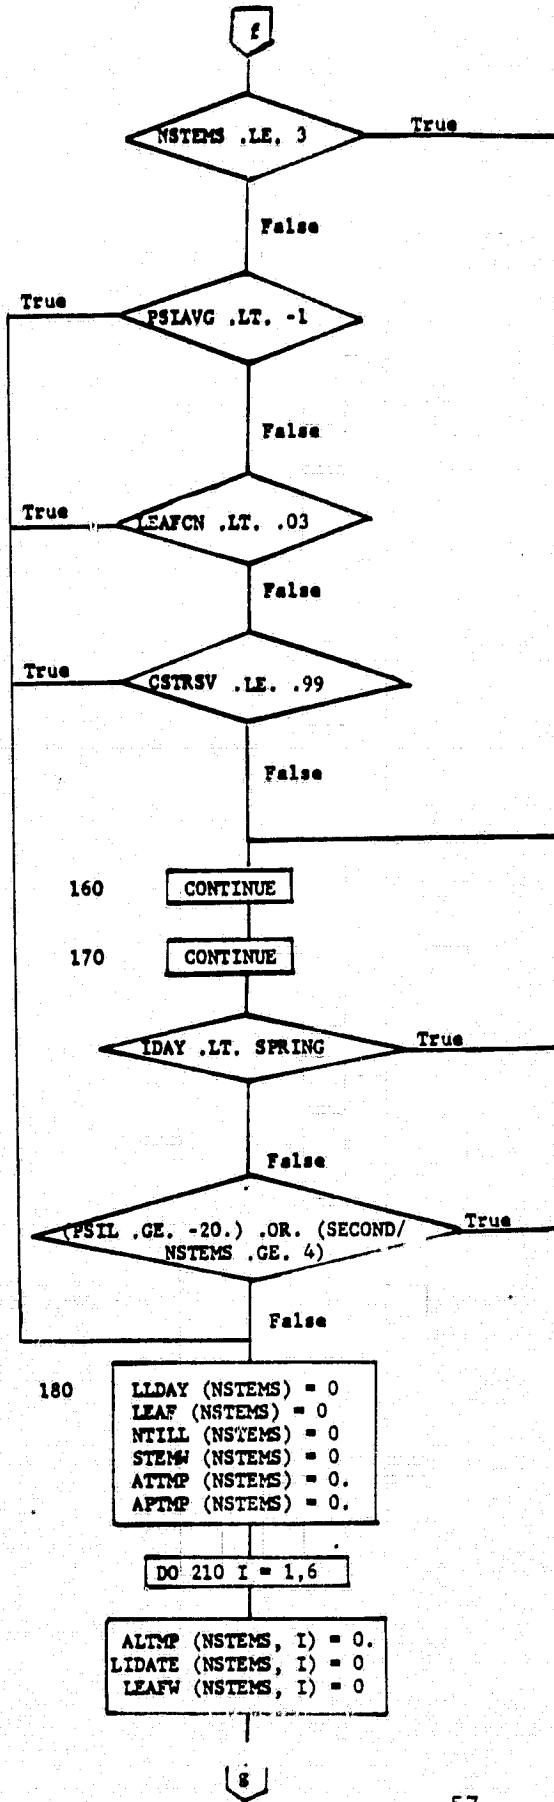 f
NSTEMS .LE. 3
True
False
True
PSIAVG .LT. -1
False
True
LEAFCN .LT. .03
False
True
CSTRSV .LE. .99
False
160 CONTINUE
170 CONTINUE
IDAY .LT. SPRING
True
False
(PSIL .GE. -20.) .OR. (SECOND/
NSTEMS .GE. 4)
True
False
180
LLDAY (NSTEMS) = 0
LEAF (NSTEMS) = 0
NTILL (NSTEMS) = 0
STEMW (NSTEMS) = 0
ATTMP (NSTEMS) = 0.
APTMP (NSTEMS) = 0.
DO 210 I = 1,6
ALTMP (NSTEMS, I) = 0.
LIDATE (NSTEMS, I) = 0
LEAFW (NSTEMS, I) = 0
g